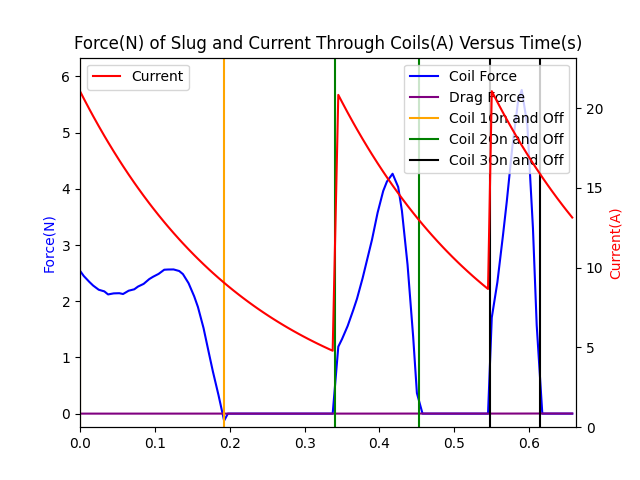 Force(N) of Slug and Current Through Coils(A) Versus Time(s)
Current
Coil Force
Drag Force
Coil 1On and Off
Coil 2On and Off
Coil 3On and Off
Force(N)
6
5
4
3
2
1
0
Current(A)
20
15
10
5
0
0.0 0.1 0.2 0.3 0.4 0.5 0.6